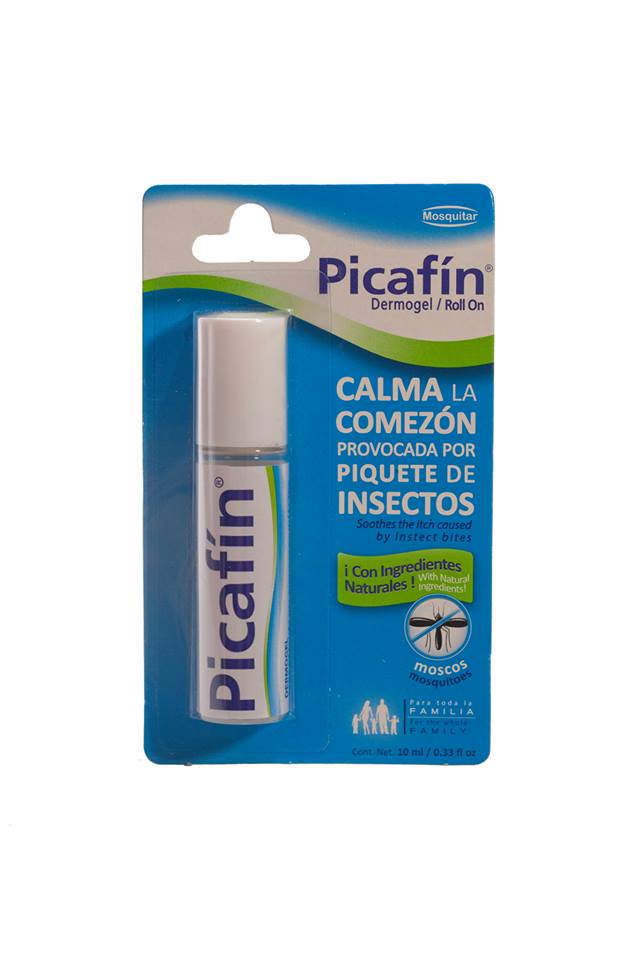 Mosquitar
Picafín®
Dermogel / Roll On
CALMA LA
COMEZÓN
PROVOCADA POR
PIQUETE DE
INSECTOS
Soothes the Itch caused
by Instect bites
¡ Con Ingredientes
Naturales ! With Natural
Ingredients!
moscos
mosquitoes
Para toda la
FAMILIA
For the whole
FAMILY
Cont. Net. 10 ml / 0.33 fl oz
Picafín®
DERMOGEL